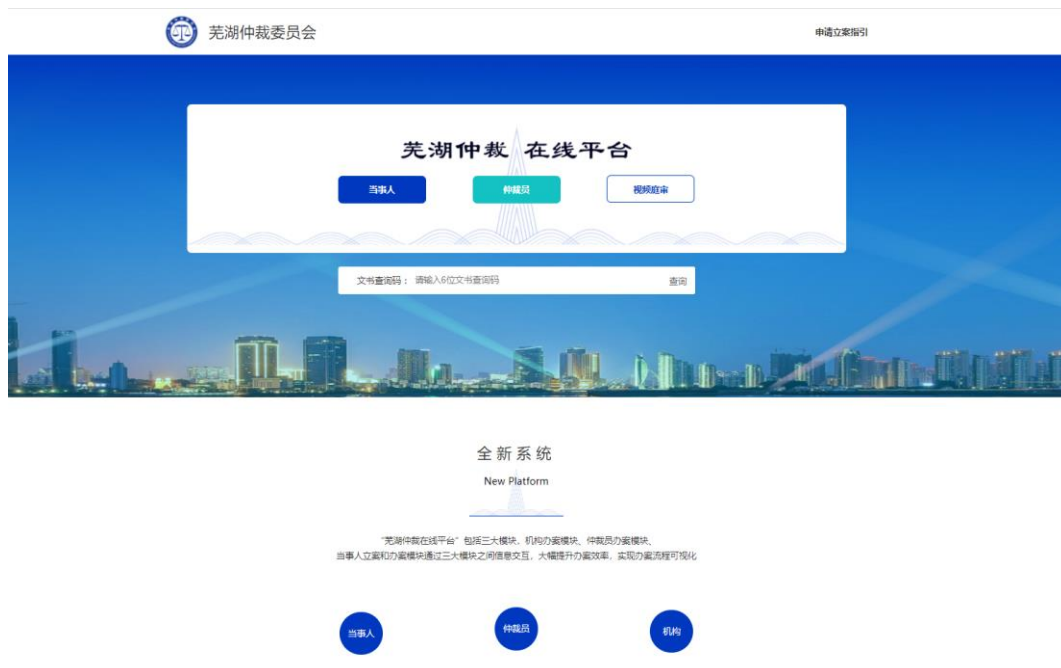 芜湖仲裁委员会
申请立案指引
芜湖仲裁 在线平台
当事人
仲裁员
视频庭审
文书查询码： 请输入6位文书查询码
查询
全新系统
New Platform
“芜湖仲裁在线平台”包括三大模块、机构办案模块、仲裁员办案模块、
当事人立案和办案模块通过三大模块之间信息交互，大幅提升办案效率，实现办案流程可视化
当事人
仲裁员
机构